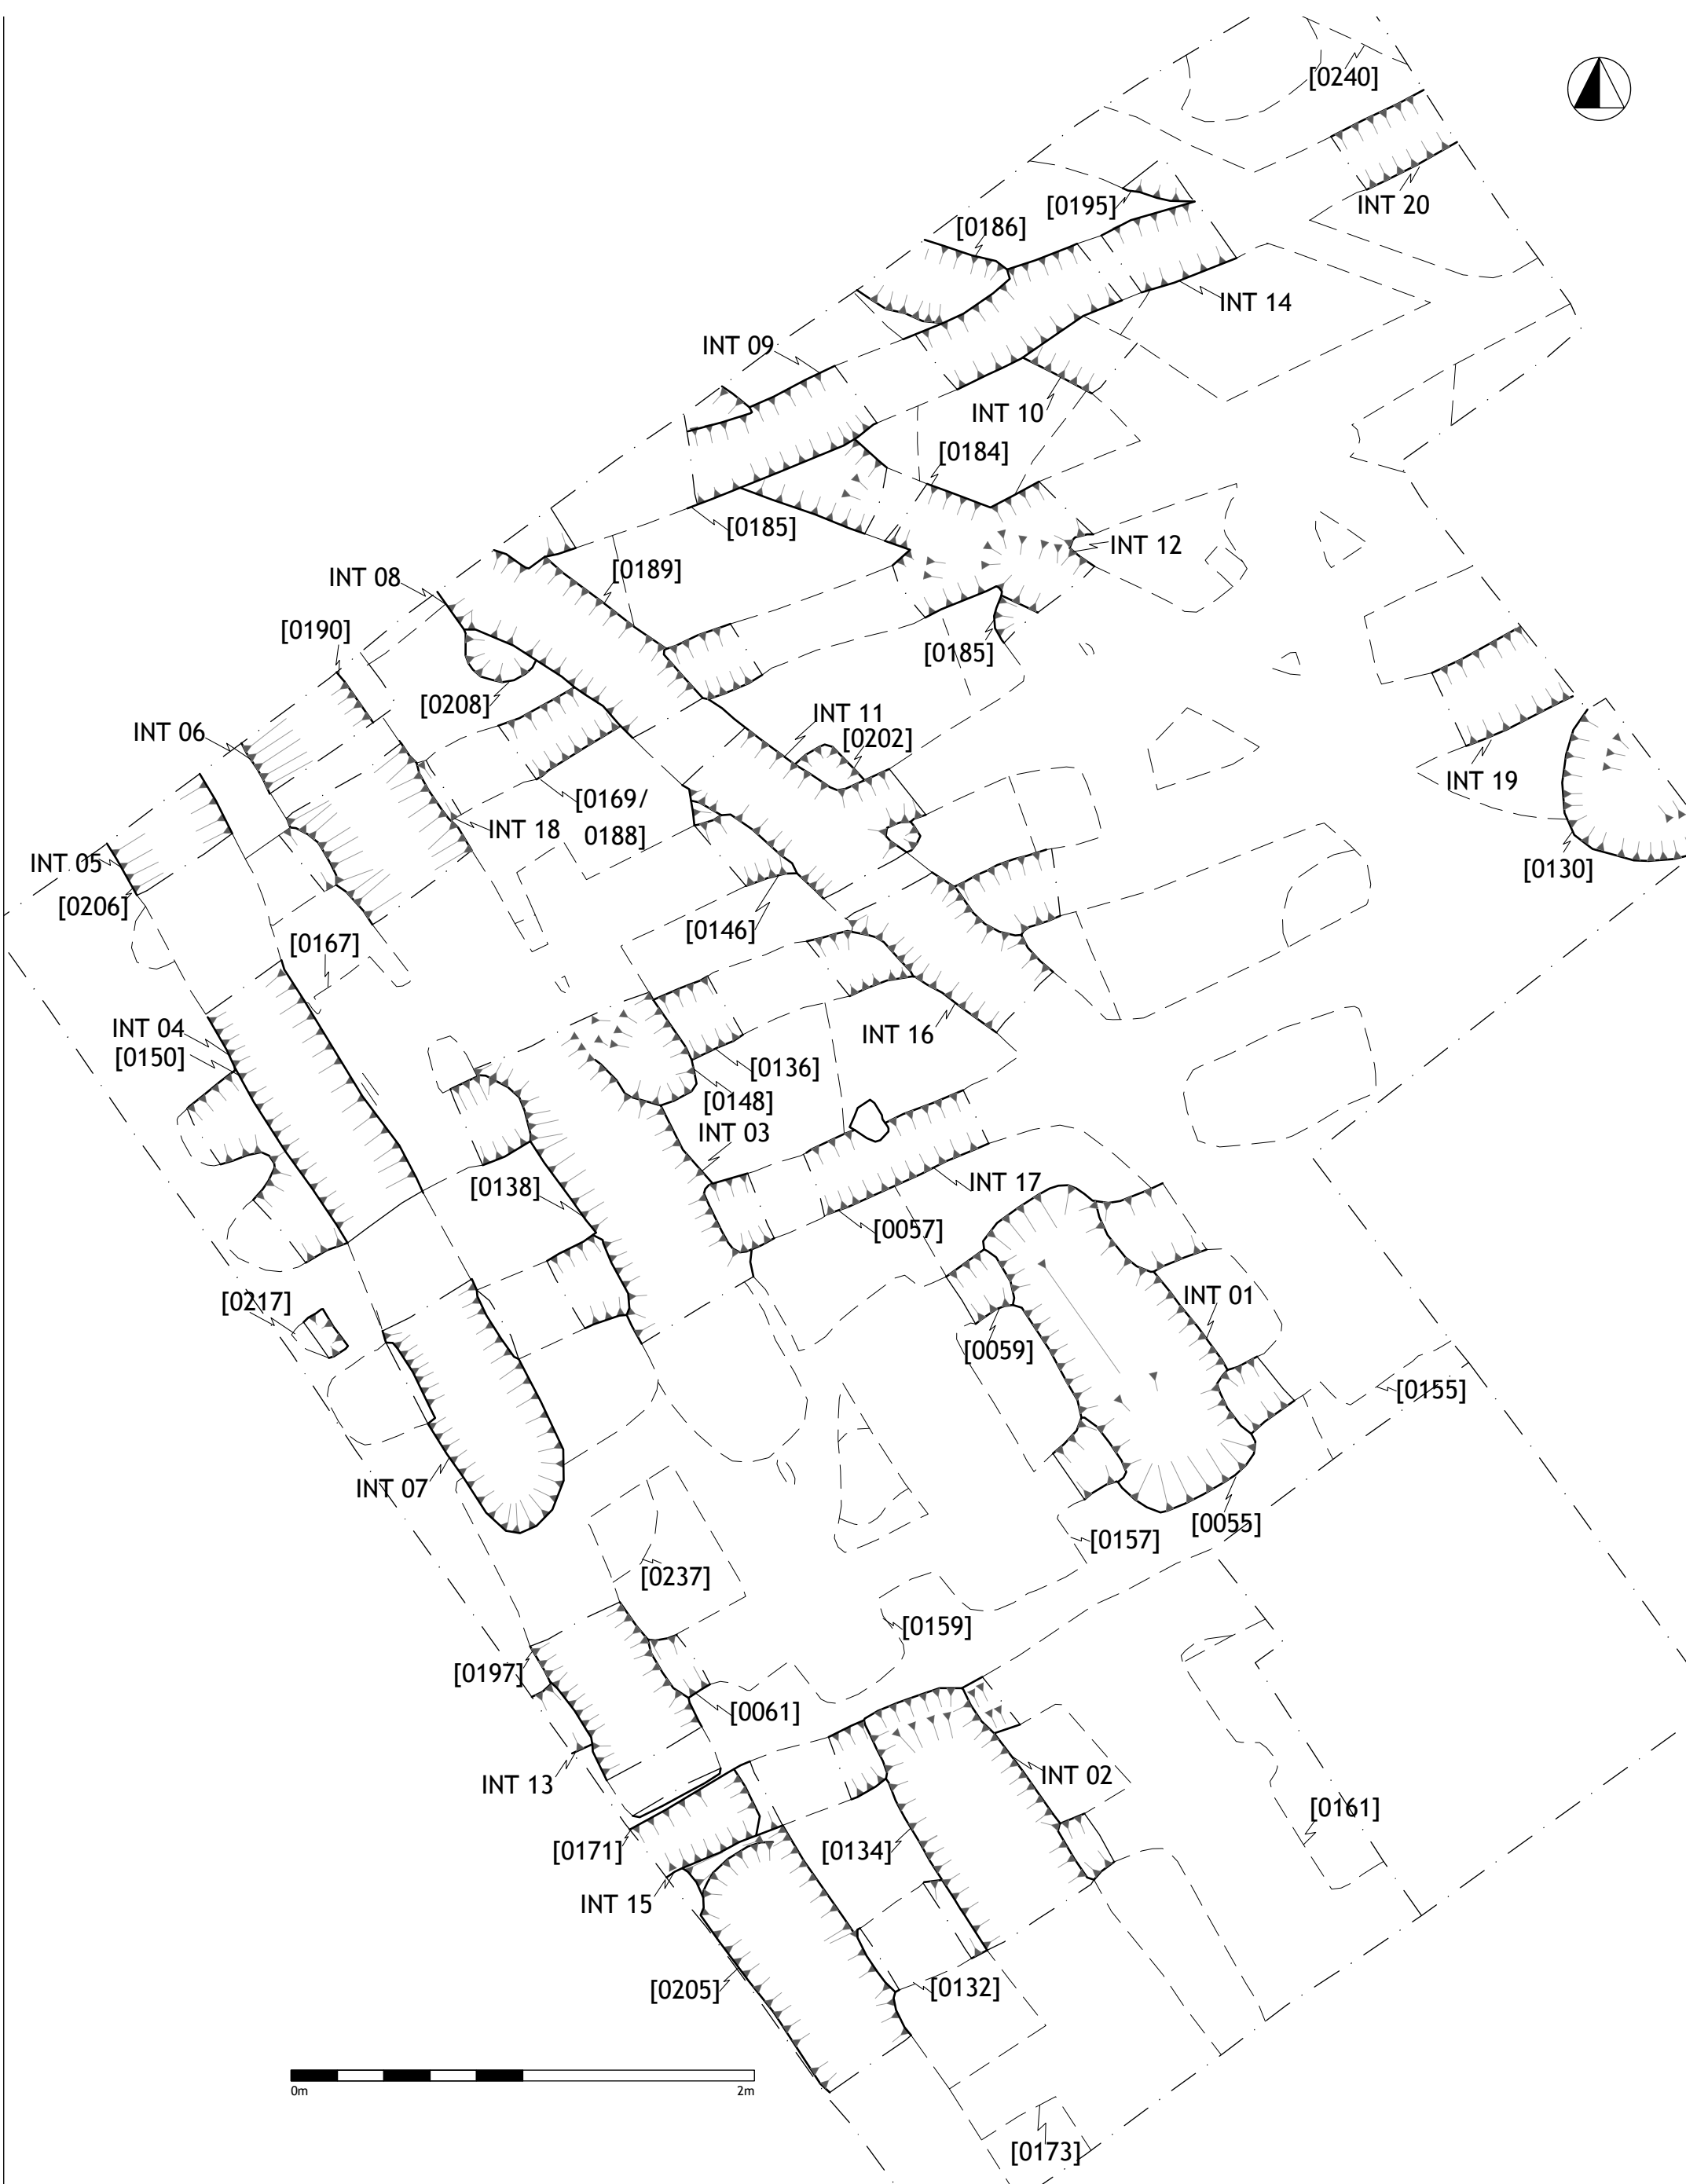 [0240]
[0195]
INT 20
[0186]
INT 14
INT 09
INT 10
[0184]
[0185]
INT 12
[0189]
INT 08
[0190]
[0185]
[0208]
INT 11
INT 06
[0202]
INT 19
[0169/
0188]
INT 18
INT 05
[0130]
[0206]
[0146]
[0167]
INT 04
INT 16
[0150]
[0136]
[0148]
INT 03
INT 17
[0138]
[0057]
INT 01
[0217]
[0059]
[0155]
INT 07
[0055]
[0157]
[0237]
[0159]
[0197]
[0061]
INT 02
INT 13
[0161]
[0171]
[0134]
INT 15
[0205]
[0132]
0m
2m
[0173]